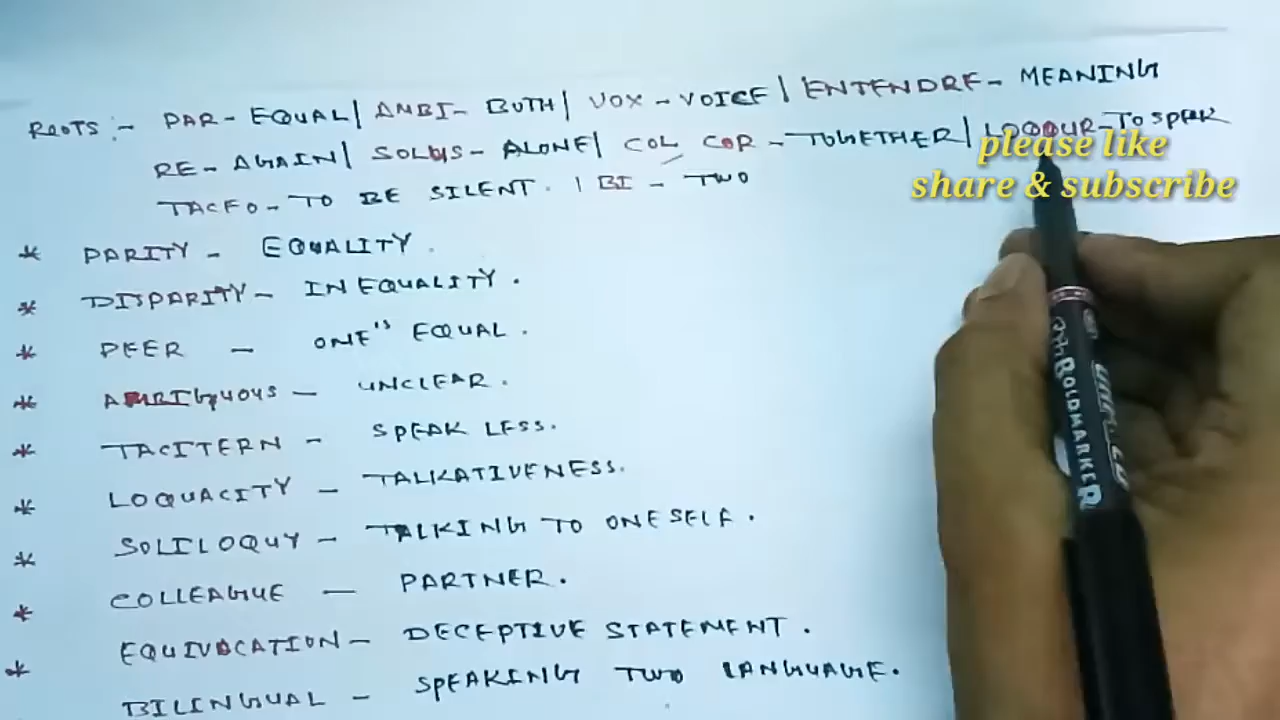 ROOTS :- PAR - EQUAL | AMBI - BOTH | VOX - VOICE | ENTENDRE - MEANING
RE - AGAIN | SOLUS - ALONE | COL COR - TOGETHER | LOQOUR - TO SPEAK
please like
share & subscribe
TACEO - TO BE SILENT. | BI - TWO
* PARITY - EQUALITY.
* DISPARITY - INEQUALITY.
* PEER - ONE'S EQUAL.
* AMBIGUOUS - UNCLEAR.
* TACITERN - SPEAK LESS.
* LOQUACITY - TALKATIVENESS.
* SOLILOQUY - TALKING TO ONESELF.
* COLLEAGUE - PARTNER.
* EQUIVOCATION - DECEPTIVE STATEMENT.
BILINGUAL - SPEAKING TWO LANGUAGE.
BOLDMARKER